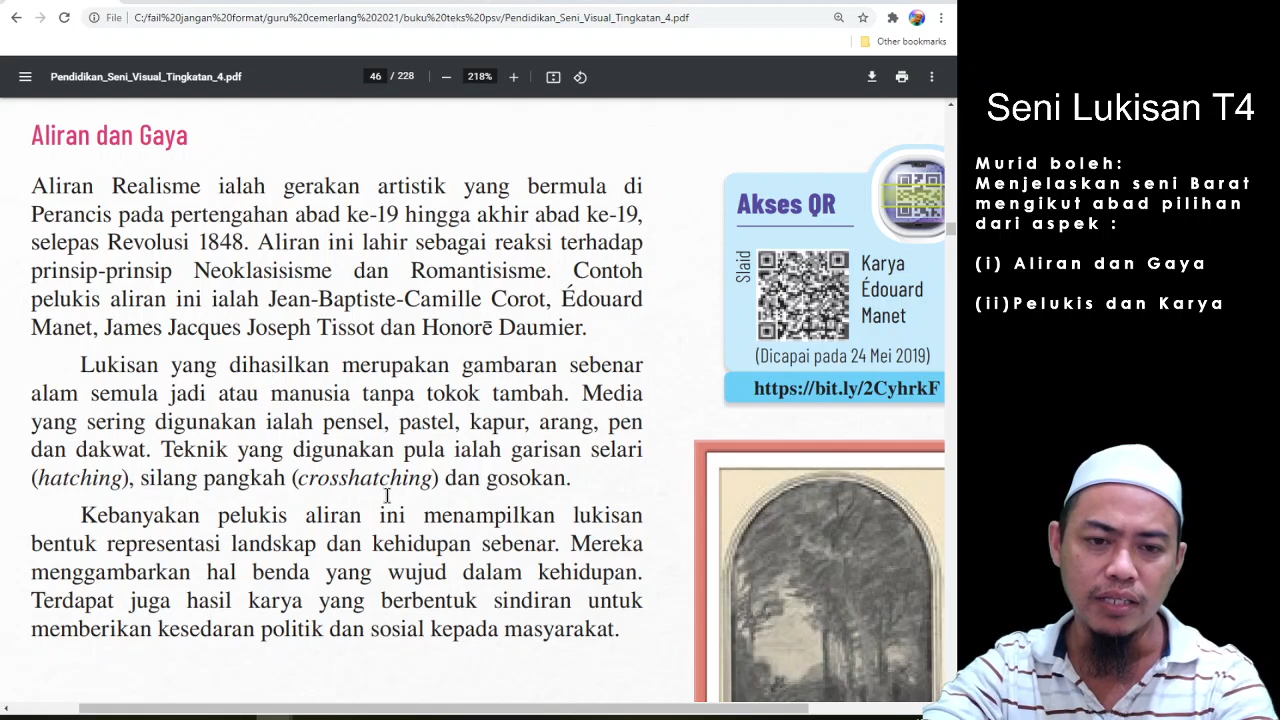 File C:/fail%20jangan%20format/guru%20cemerlang%202021/buku%20teks%20psv/Pendidikan_Seni_Visual_Tingkatan_4.pdf
Other bookmarks
Pendidikan_Seni_Visual_Tingkatan_4.pdf
46 / 228
218%
Aliran dan Gaya
Aliran Realisme ialah gerakan artistik yang bermula di
Perancis pada pertengahan abad ke-19 hingga akhir abad ke-19,
selepas Revolusi 1848. Aliran ini lahir sebagai reaksi terhadap
prinsip-prinsip Neoklasisisme dan Romantisisme. Contoh
pelukis aliran ini ialah Jean-Baptiste-Camille Corot, Édouard
Manet, James Jacques Joseph Tissot dan Honorē Daumier.
Lukisan yang dihasilkan merupakan gambaran sebenar
alam semula jadi atau manusia tanpa tokok tambah. Media
yang sering digunakan ialah pensel, pastel, kapur, arang, pen
dan dakwat. Teknik yang digunakan pula ialah garisan selari
(hatching), silang pangkah (crosshatching) dan gosokan.
Kebanyakan pelukis aliran ini menampilkan lukisan
bentuk representasi landskap dan kehidupan sebenar. Mereka
menggambarkan hal benda yang wujud dalam kehidupan.
Terdapat juga hasil karya yang berbentuk sindiran untuk
memberikan kesedaran politik dan sosial kepada masyarakat.
Akses QR
Slaid
Karya
Édouard
Manet
(Dicapai pada 24 Mei 2019)
https://bit.ly/2CyhrkF
Seni Lukisan T4
Murid boleh:
Menjelaskan seni Barat
mengikut abad pilihan
dari aspek :
(i) Aliran dan Gaya
(ii)Pelukis dan Karya